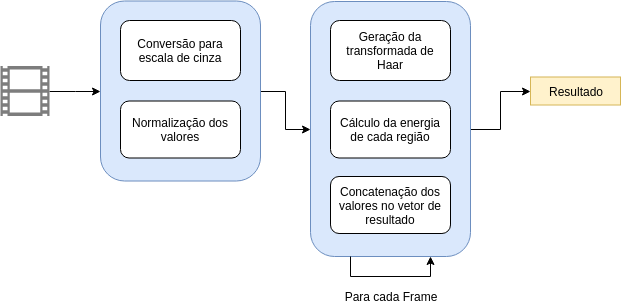 Conversão para
escala de cinza
Normalização dos
valores
Geração da
transformada de
Haar
Cálculo da energia
de cada região
Concatenação dos
valores no vetor de
resultado
Para cada Frame
Resultado